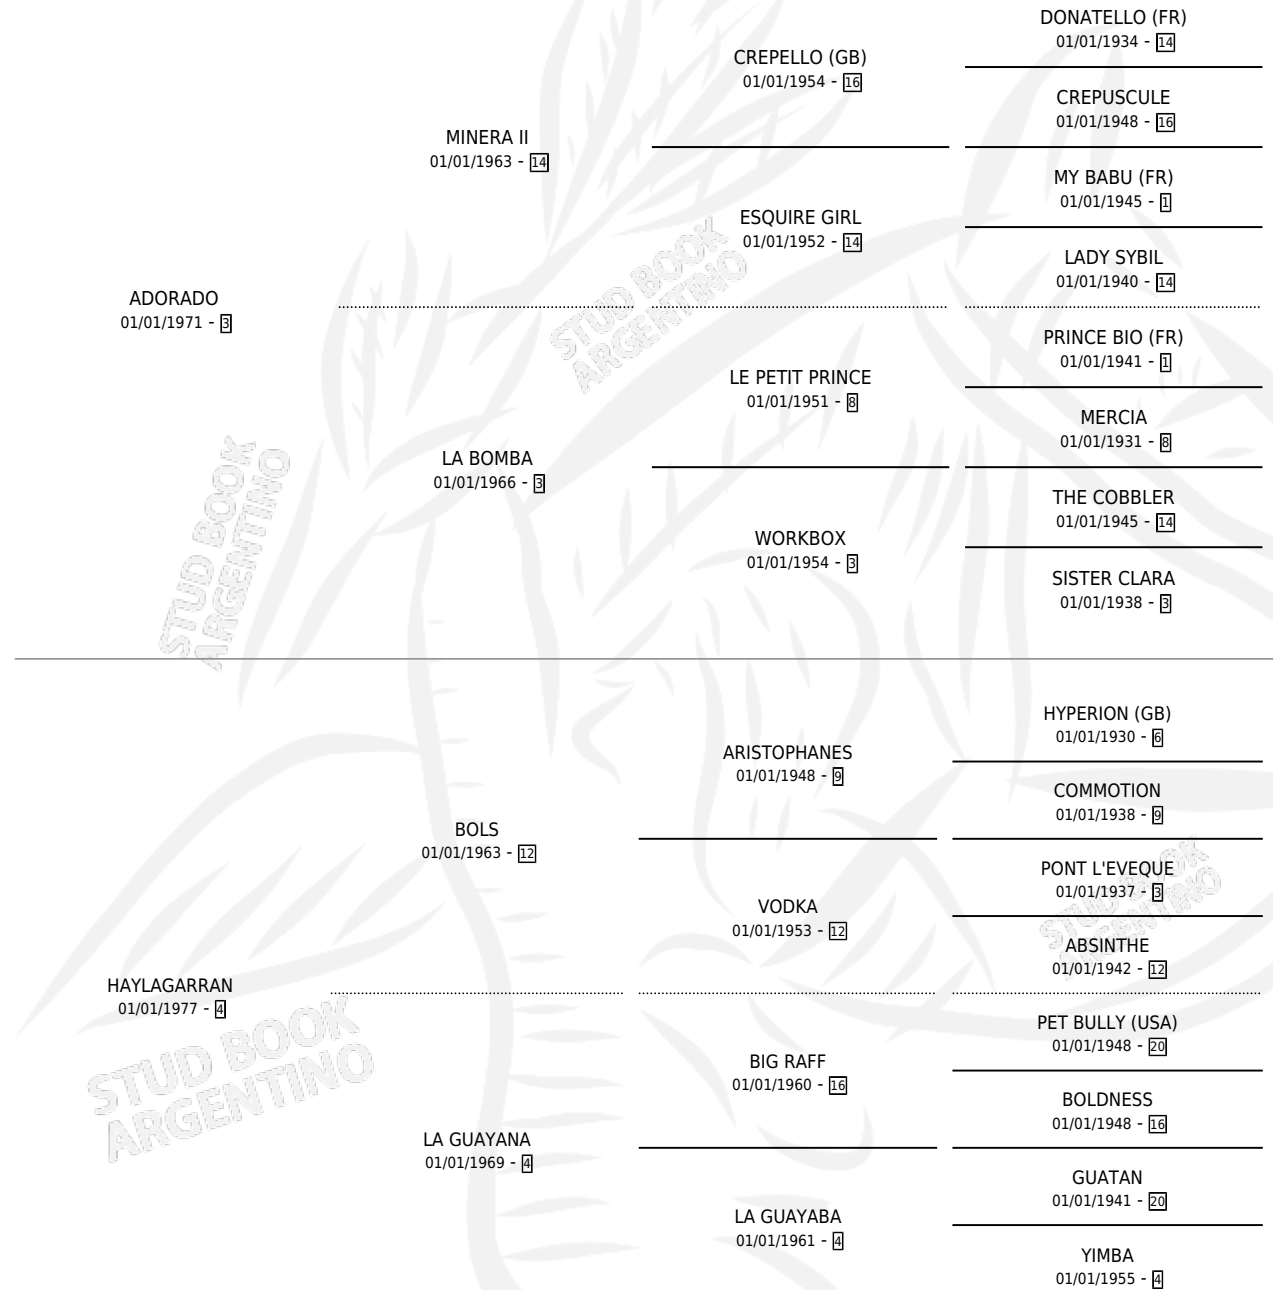 DONATELLO (FR)
01/01/1934 - 14
CREPELLO (GB)
01/01/1954 - 16
CREPUSCULE
01/01/1948 - 16
MINERA II
01/01/1963 - 14
MY BABU (FR)
01/01/1945 - 1
ESQUIRE GIRL
01/01/1952 - 14
LADY SYBIL
01/01/1940 - 14
ADORADO
01/01/1971 - 3
PRINCE BIO (FR)
01/01/1941 - 1
LE PETIT PRINCE
01/01/1951 - 8
MERCIA
01/01/1931 - 8
LA BOMBA
01/01/1966 - 3
THE COBBLER
01/01/1945 - 14
WORKBOX
01/01/1954 - 3
SISTER CLARA
01/01/1938 - 3
HYPERION (GB)
01/01/1930 - 6
ARISTOPHANES
01/01/1948 - 9
COMMOTION
01/01/1938 - 9
BOLS
01/01/1963 - 12
PONT L'EVEQUE
01/01/1937 - 3
VODKA
01/01/1953 - 12
ABSINTHE
01/01/1942 - 12
HAYLAGARRAN
01/01/1977 - 4
PET BULLY (USA)
01/01/1948 - 20
BIG RAFF
01/01/1960 - 16
BOLDNESS
01/01/1948 - 16
LA GUAYANA
01/01/1969 - 4
GUATAN
01/01/1941 - 20
LA GUAYABA
01/01/1961 - 4
YIMBA
01/01/1955 - 4
STUD BOOK
ARGENTINO
STUD BOOK
ARGENTINO
STUD BOOK
ARGENTINO
STUD BOOK
ARGENTINO